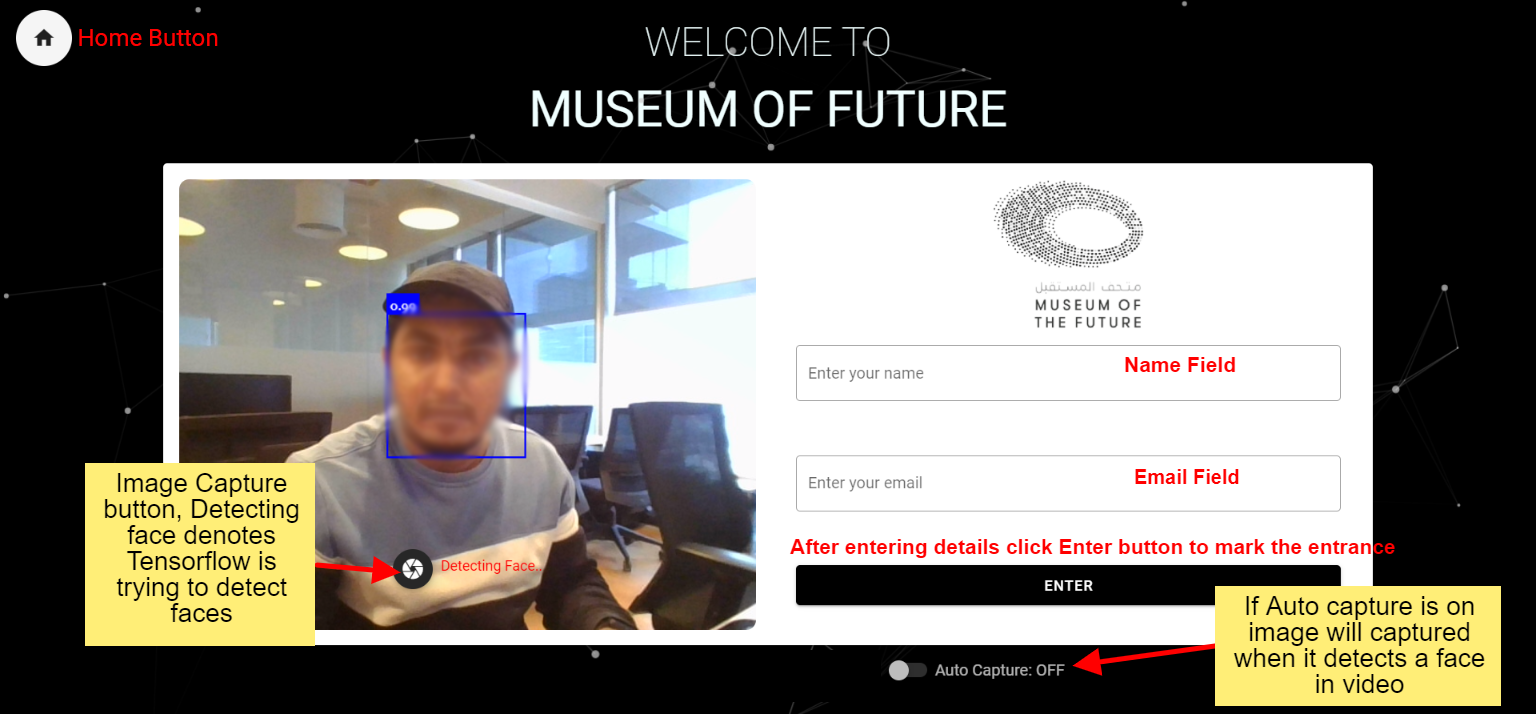 Home Button
WELCOME TO
MUSEUM OF FUTURE
0.99
متحف المستقبل
MUSEUM OF
THE FUTURE
Enter your name
Name Field
Enter your email
Email Field
After entering details click Enter button to mark the entrance
ENTER
Image Capture
button, Detecting
face denotes
Tensorflow is
trying to detect
faces
Detecting Face..
If Auto capture is on
image will captured
when it detects a face
in video
Auto Capture: OFF